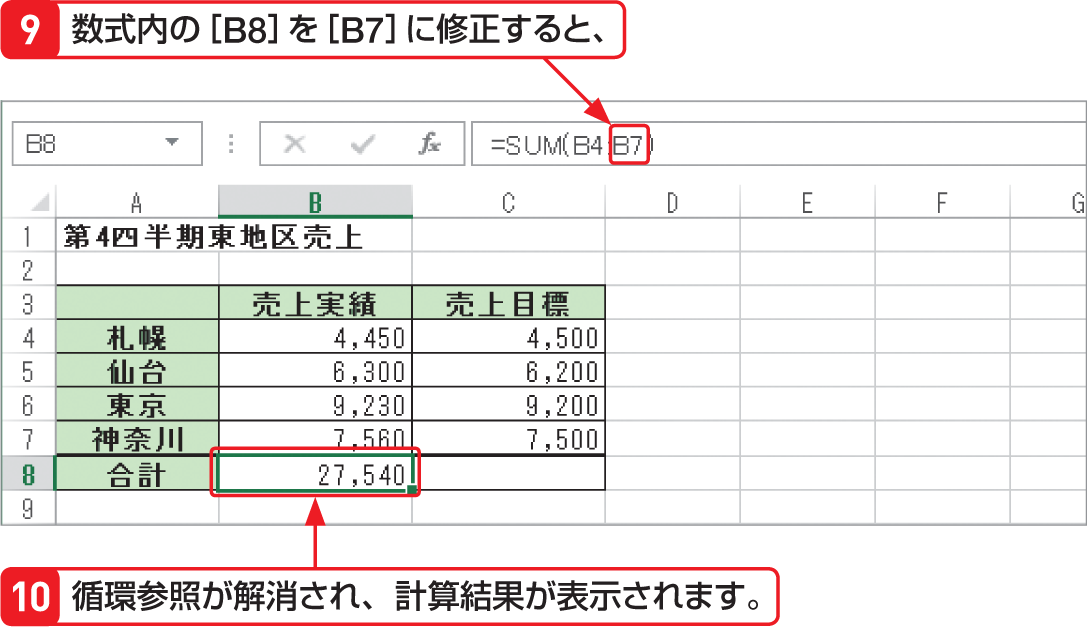 9 数式内の[B8]を[B7]に修正すると、
B8 fx =SUM(B4:B7)
A B C D E F G
1 第4四半期東地区売上
2
3 売上実績 売上目標
4 札幌 4,450 4,500
5 仙台 6,300 6,200
6 東京 9,230 9,200
7 神奈川 7,560 7,500
8 合計 27,540
9
10 循環参照が解消され、計算結果が表示されます。